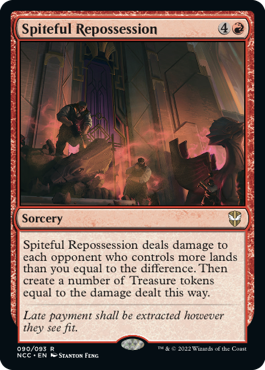 Spiteful Repossession 4
Sorcery
Spiteful Repossession deals damage to
each opponent who controls more lands
than you equal to the difference. Then
create a number of Treasure tokens
equal to the damage dealt this way.
Late payment shall be extracted however
they see fit.
090/093 R
NCC • EN STANTON FENG
™ & © 2022 Wizards of the Coast